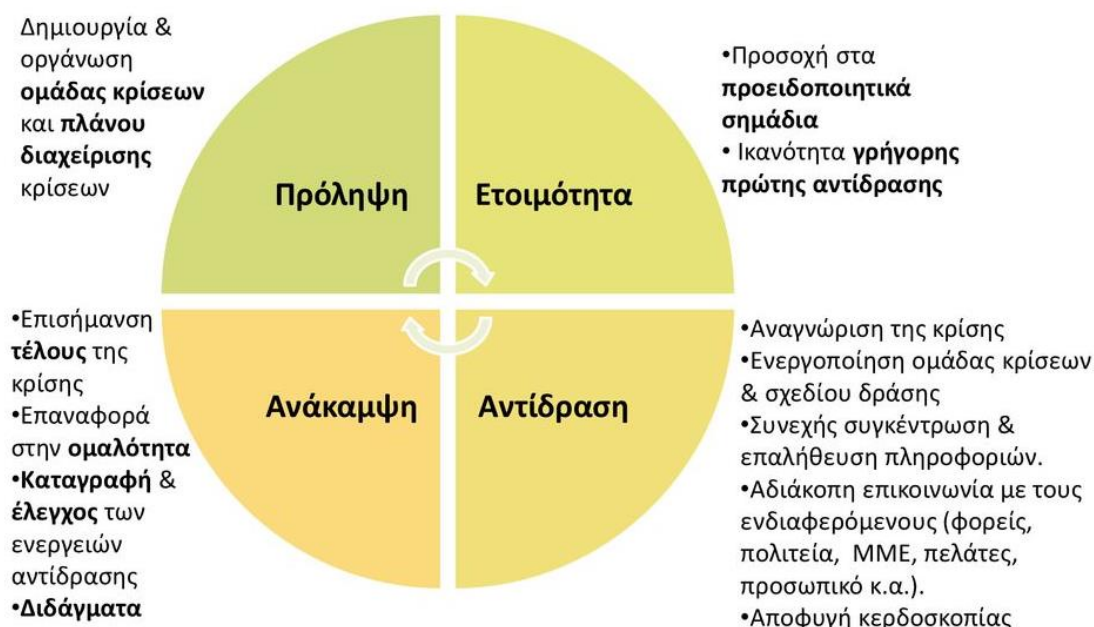 Δημιουργία &
οργάνωση
ομάδας κρίσεων
και πλάνου
διαχείρισης
κρίσεων
Πρόληψη
Ετοιμότητα
•Προσοχή στα
προειδοποιητικά
σημάδια
• Ικανότητα γρήγορης
πρώτης αντίδρασης
•Επισήμανση
τέλους της
κρίσης
•Επαναφορά
στην ομαλότητα
•Καταγραφή &
έλεγχος των
ενεργειών
αντίδρασης
•Διδάγματα
Ανάκαμψη
Αντίδραση
•Αναγνώριση της κρίσης
•Ενεργοποίηση ομάδας κρίσεων
& σχεδίου δράσης
•Συνεχής συγκέντρωση &
επαλήθευση πληροφοριών.
•Αδιάκοπη επικοινωνία με τους
ενδιαφερόμενους (φορείς,
πολιτεία,  ΜΜΕ, πελάτες,
προσωπικό κ.α.).
•Αποφυγή κερδοσκοπίας